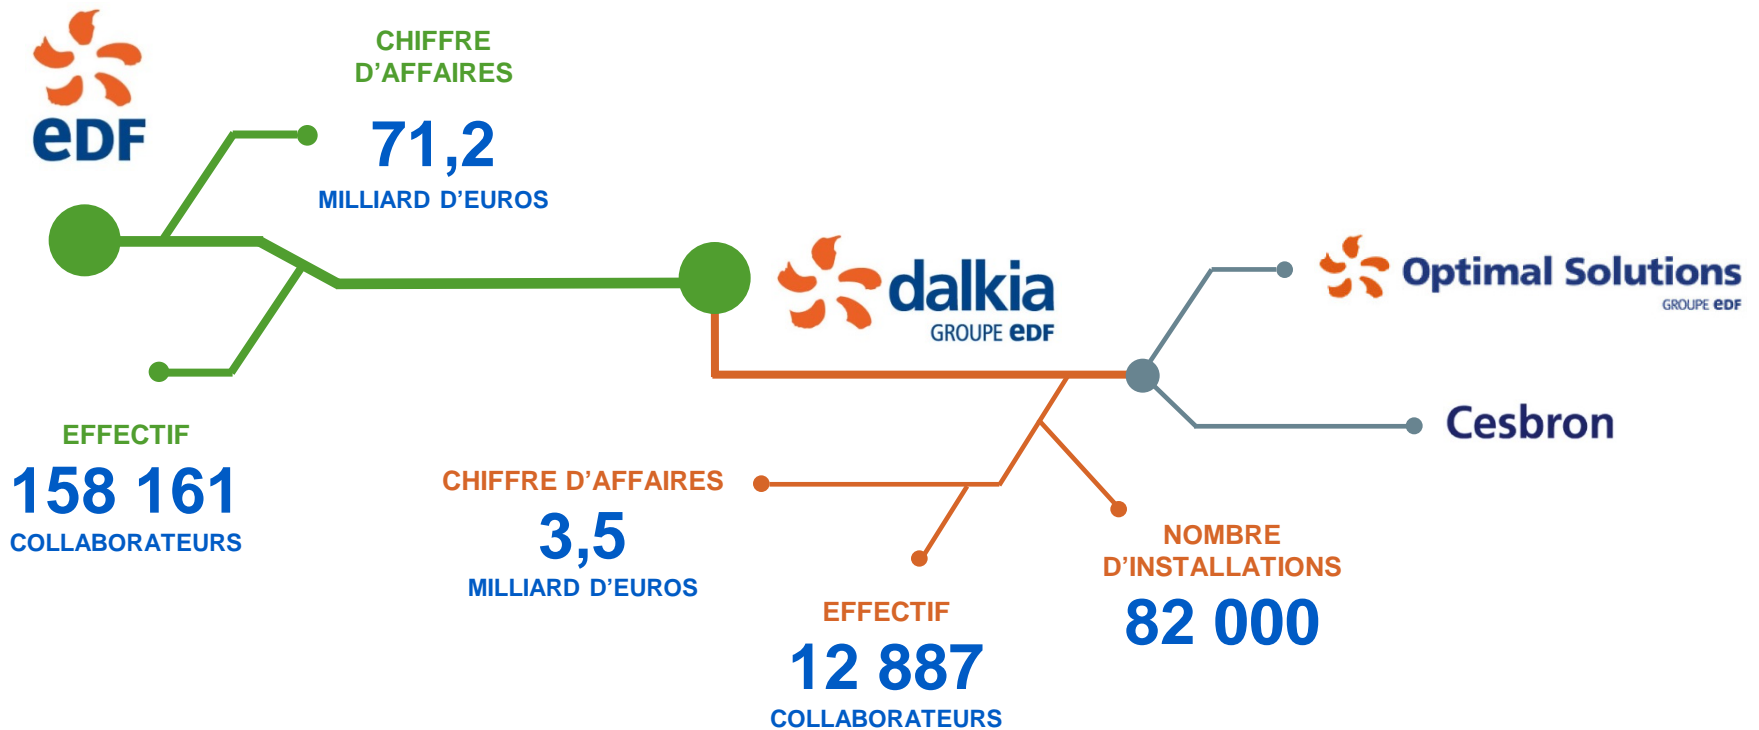 eDF
CHIFFRE
D’AFFAIRES
71,2
MILLIARD D’EUROS
EFFECTIF
158 161
COLLABORATEURS
dalkia
GROUPE eDF
CHIFFRE D’AFFAIRES
3,5
MILLIARD D’EUROS
EFFECTIF
12 887
COLLABORATEURS
NOMBRE
D’INSTALLATIONS
82 000
Optimal Solutions
GROUPE eDF
Cesbron